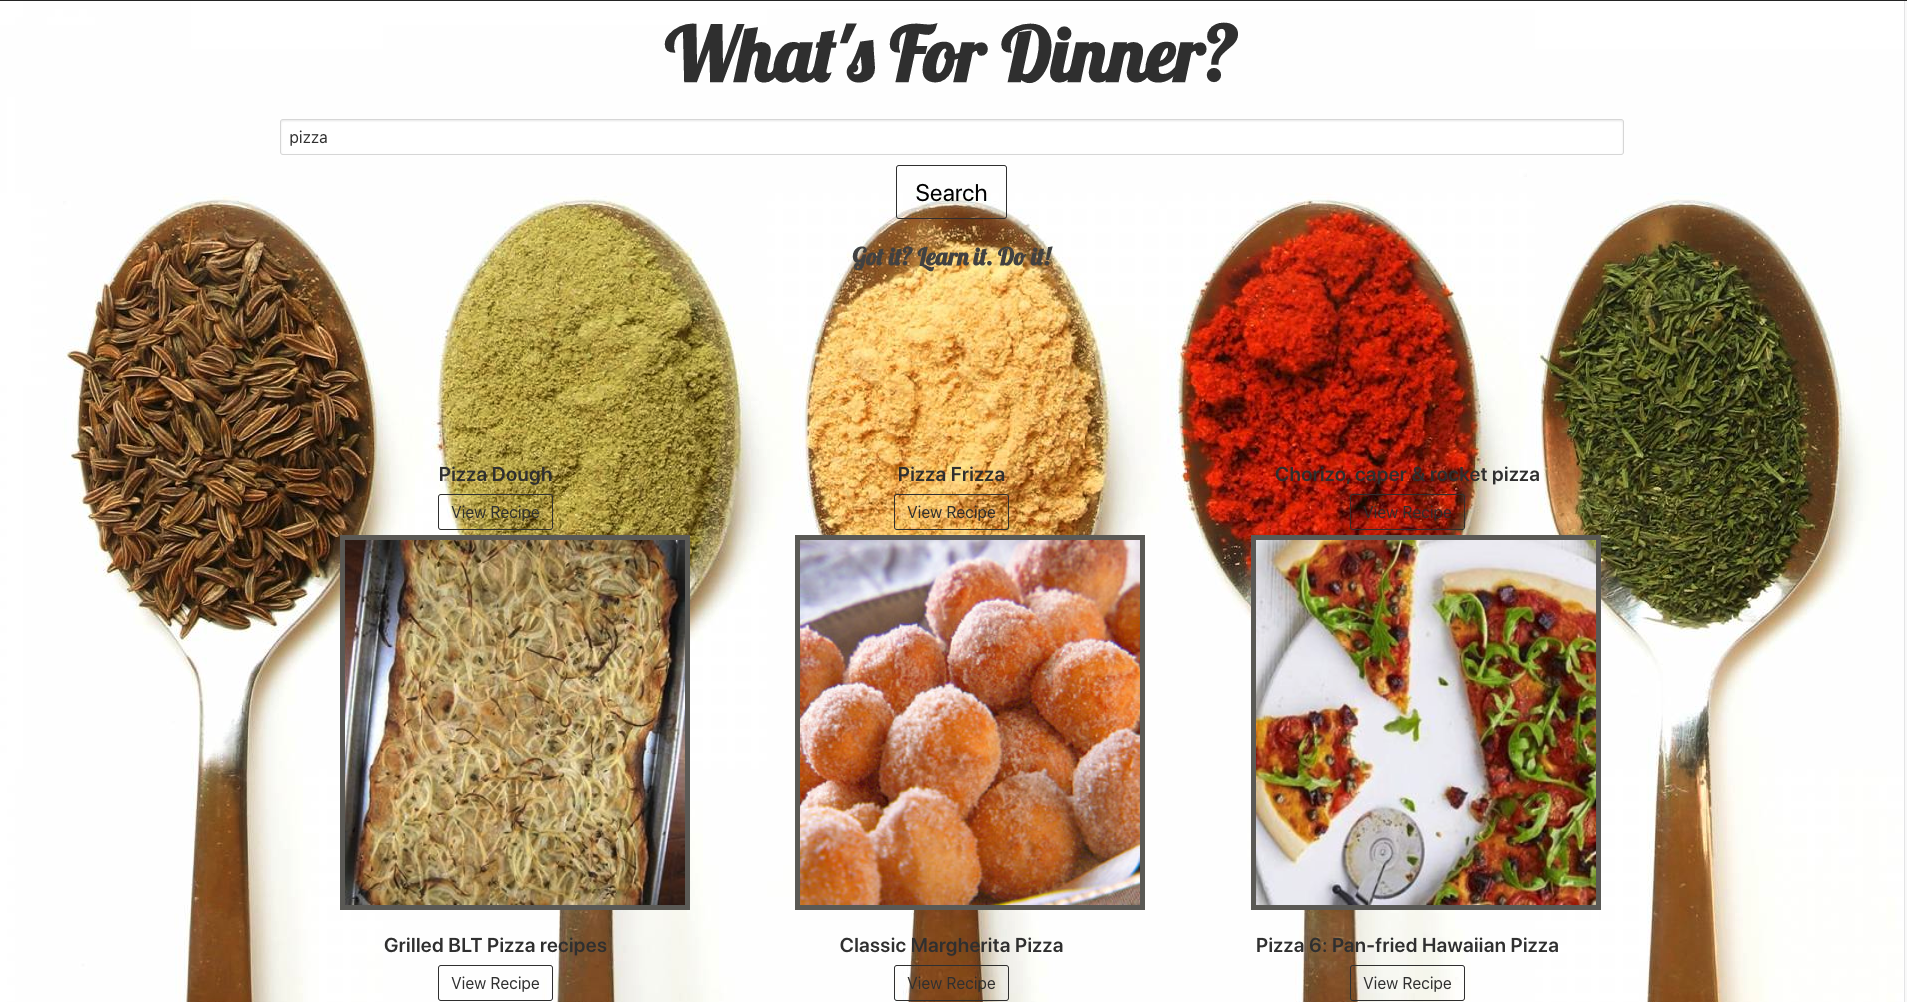 What's For Dinner?
pizza
Search
Got it? Learn it. Do it!
Pizza Dough
Pizza Frizza
Chorizo, caper & rocket pizza
View Recipe
View Recipe
View Recipe
Grilled BLT Pizza recipes
Classic Margherita Pizza
Pizza 6: Pan-fried Hawaiian Pizza
View Recipe
View Recipe
View Recipe